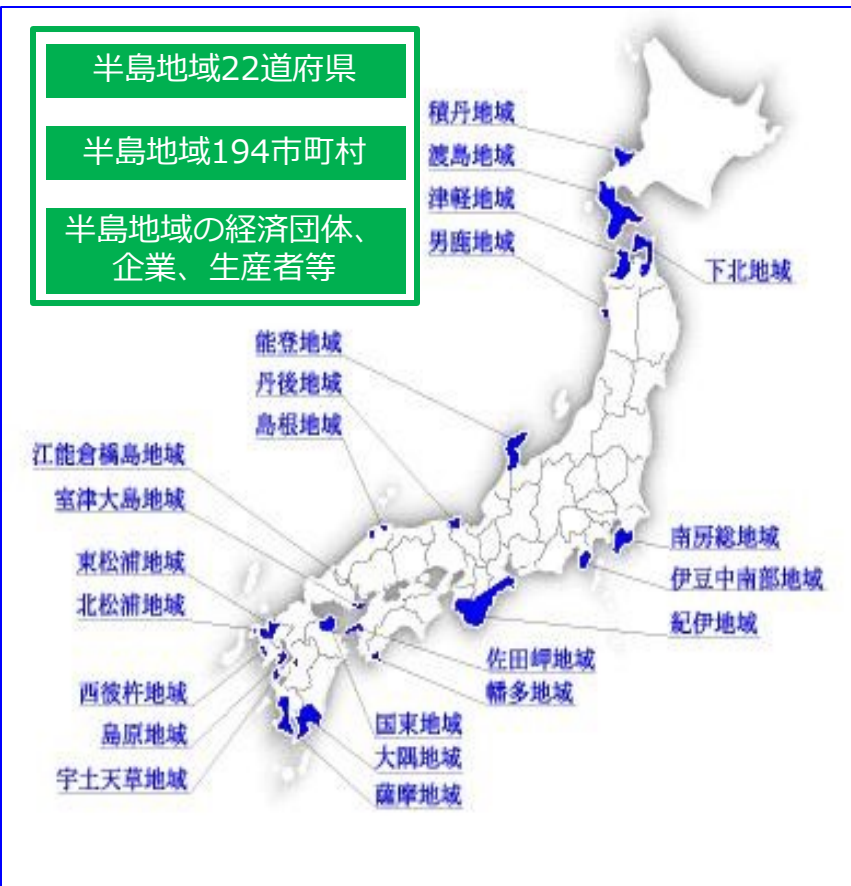 半島地域22道府県
半島地域194市町村
半島地域の経済団体、
企業、生産者等
積丹地域
渡島地域
津軽地域
男鹿地域
下北地域
能登地域
丹後地域
島根地域
江能倉橋島地域
室津大島地域
東松浦地域
北松浦地域
西彼杵地域
島原地域
宇土天草地域
南房総地域
伊豆中南部地域
紀伊地域
佐田岬地域
幡多地域
国東地域
大隅地域
薩摩地域